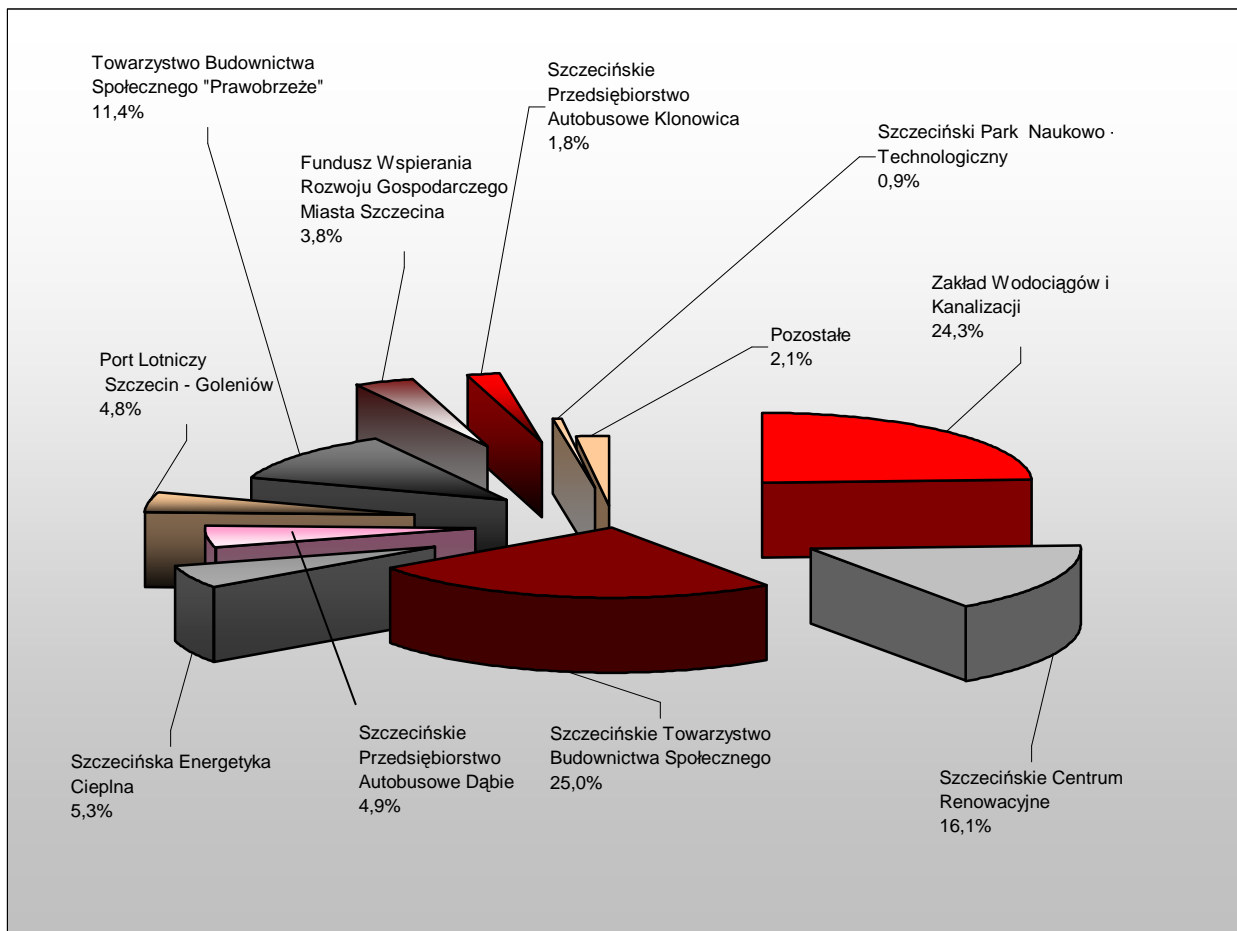 Towarzystwo Budownictwa
Społecznego "Prawobrzeże"
11,4%
Szczecińskie
Przedsiębiorstwo
Autobusowe Klonowica
1,8%
Szczeciński Park Naukowo -
Technologiczny
0,9%
Fundusz Wspierania
Rozwoju Gospodarczego
Miasta Szczecina
3,8%
Zakład Wodociągów i
Kanalizacji
24,3%
Pozostałe
2,1%
Port Lotniczy
Szczecin - Goleniów
4,8%
Szczecińska Energetyka
Cieplna
5,3%
Szczecińskie
Przedsiębiorstwo
Autobusowe Dąbie
4,9%
Szczecińskie Towarzystwo
Budownictwa Społecznego
25,0%
Szczecińskie Centrum
Renowacyjne
16,1%